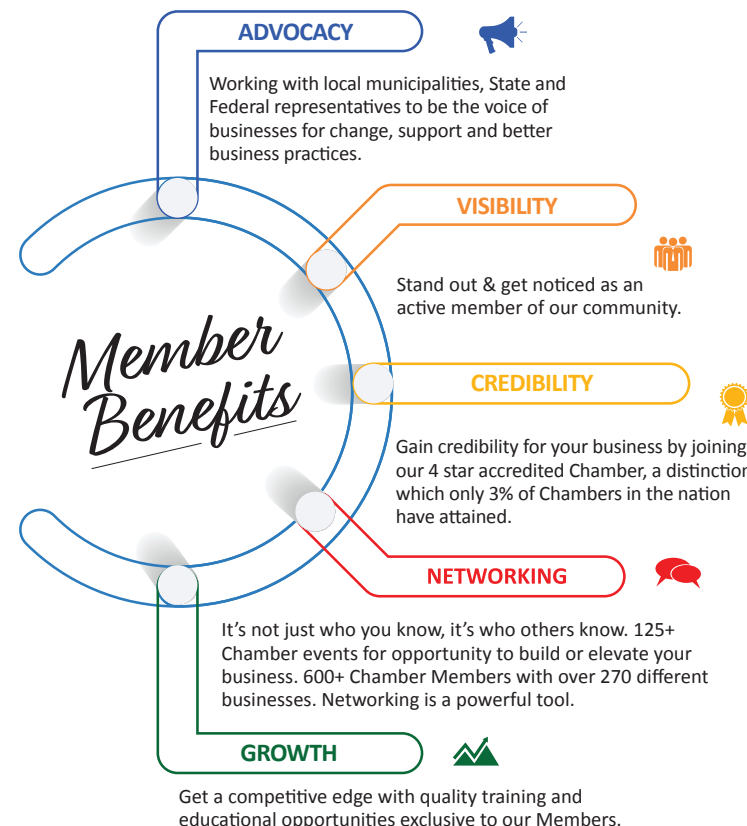 ADVOCACY
Working with local municipalities, State and
Federal representatives to be the voice of
businesses for change, support and better
business practices.
VISIBILITY
Stand out & get noticed as an
active member of our community.
Member
Benefits
CREDIBILITY
Gain credibility for your business by joining
our 4 star accredited Chamber, a distinction
which only 3% of Chambers in the nation
have attained.
NETWORKING
It’s not just who you know, it’s who others know. 125+
Chamber events for opportunity to build or elevate your
business. 600+ Chamber Members with over 270 different
businesses. Networking is a powerful tool.
GROWTH
Get a competitive edge with quality training and
educational opportunities exclusive to our Members.